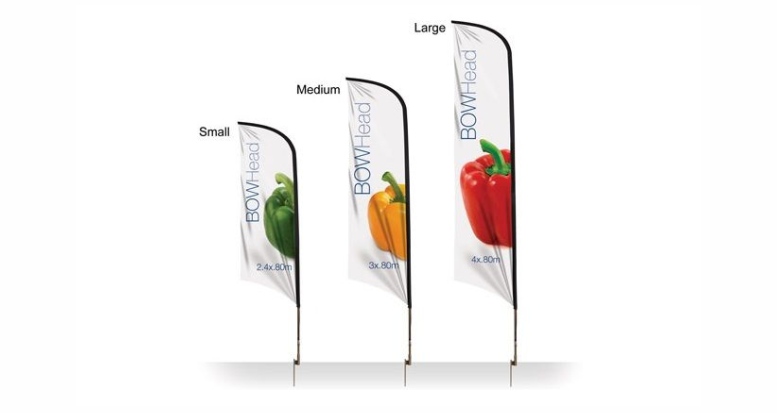 Large
BOWHead
4x.80m
Medium
BOWHead
3x.80m
Small
BOWHead
2.4x.80m